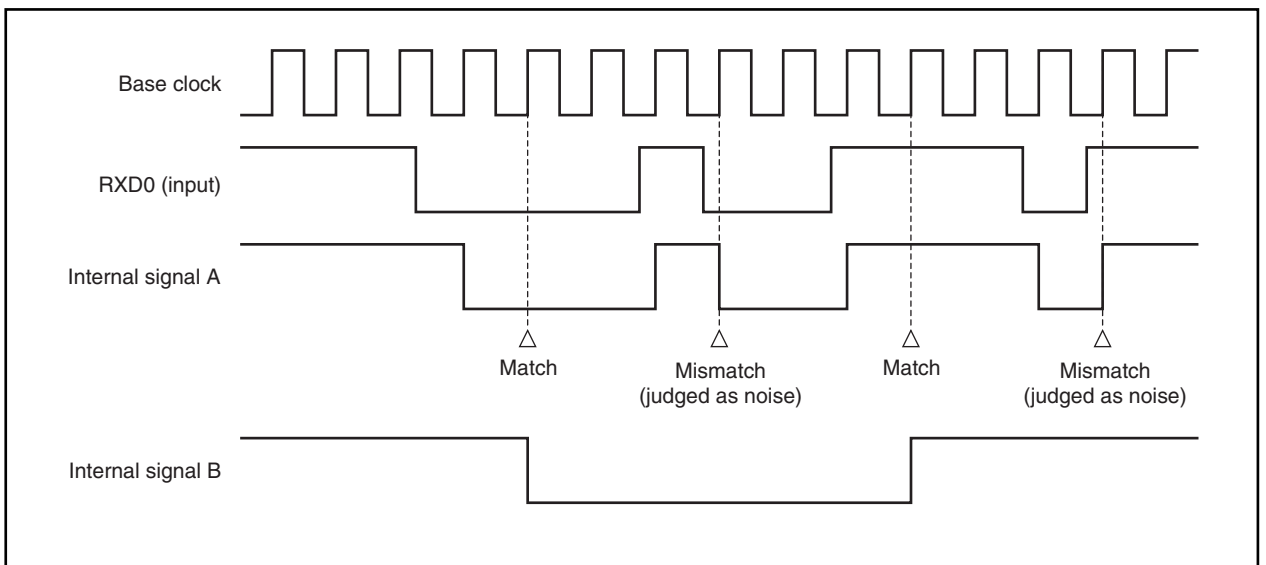 Base clock
RXD0 (input)
Internal signal A
Match
Mismatch
(judged as noise)
Match
Mismatch
(judged as noise)
Internal signal B